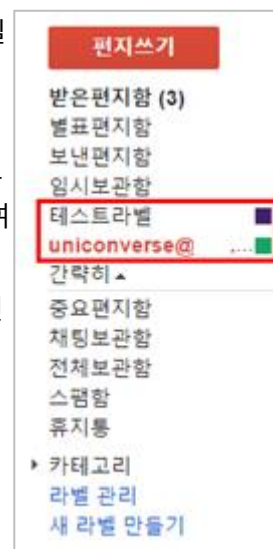 편지쓰기
받은편지함 (3)
별표편지함
보낸편지함
임시보관함
테스트라벨
uniconverse@ ....
간략히▲
중요편지함
채팅보관함
전체보관함
스팸함
휴지통
▸ 카테고리
라벨 관리
새 라벨 만들기